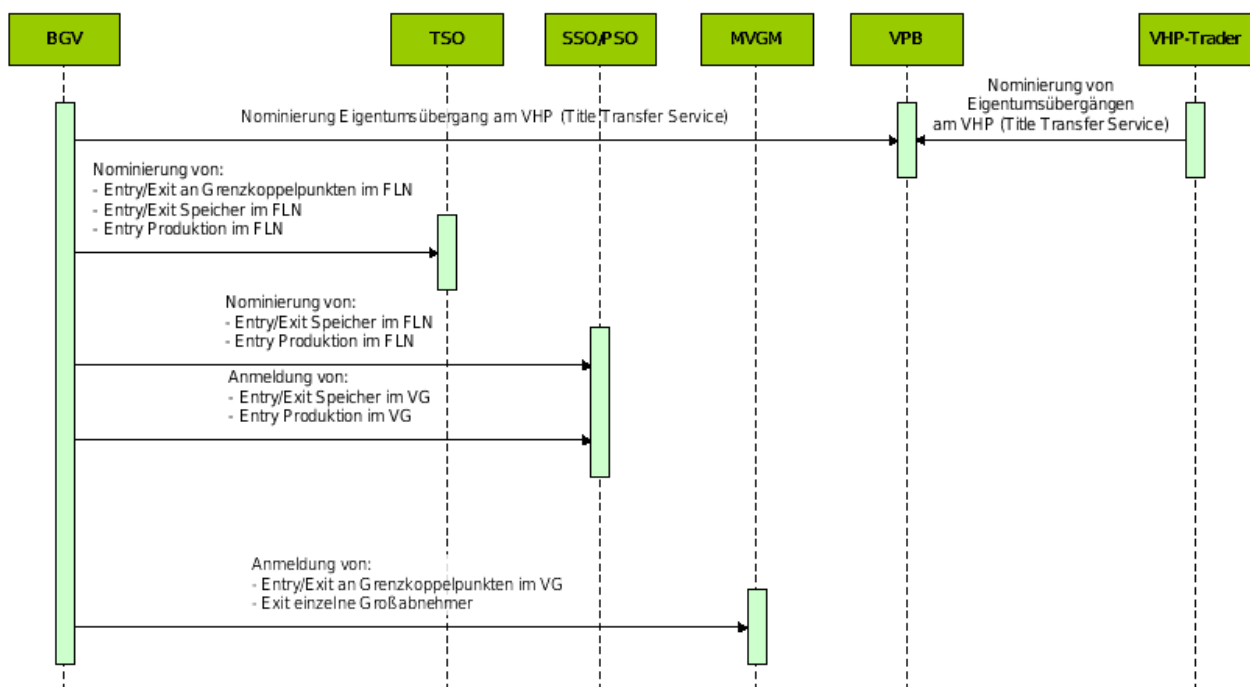 BGV
TSO
SSO/PSO
MVGM
VPB
VHP-Trader
Nominierung von
Eigentumsübergängen
am VHP (Title Transfer Service)
Nominierung Eigentumsübergang am VHP (Title Transfer Service)
Nominierung von:
- Entry/Exit an Grenzkoppelpunkten im FLN
- Entry/Exit Speicher im FLN
- Entry Produktion im FLN
Nominierung von:
- Entry/Exit Speicher im FLN
- Entry Produktion im FLN
Anmeldung von:
- Entry/Exit Speicher im VG
- Entry Produktion im VG
Anmeldung von:
- Entry/Exit an Grenzkoppelpunkten im VG
- Exit einzelne Großabnehmer